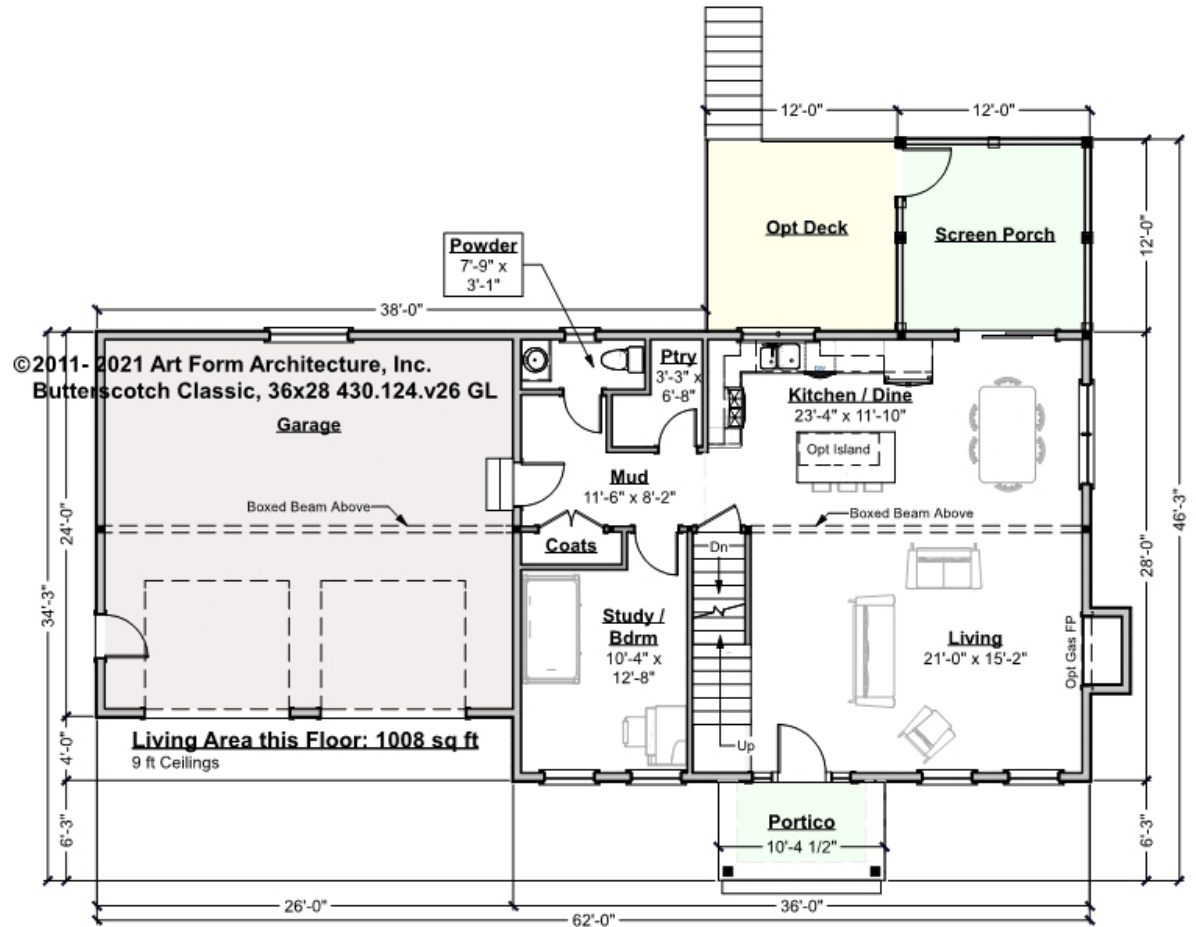 12'-0"
12'-0"
Opt Deck
Screen Porch
12'-0"
Powder
7'-9" x
3'-1"
38'-0"
©2011- 2021 Art Form Architecture, Inc.
Butterscotch Classic, 36x28 430.124.v26 GL
Garage
Ptry
3'-3" x
6'-8"
DW
Kitchen / Dine
23'-4" x 11'-10"
Opt Island
Mud
11'-6" x 8'-2"
Boxed Beam Above
Boxed Beam Above
24'-0"
34'-3"
46'-3"
28'-0"
Coats
Dn
Study /
Bdrm
10'-4" x
12'-8"
Living
21'-0" x 15'-2"
Opt Gas FP
Up
Living Area this Floor: 1008 sq ft
9 ft Ceilings
4'-0"
6'-3"
Portico
10'-4 1/2"
6'-3"
26'-0"
36'-0"
62'-0"